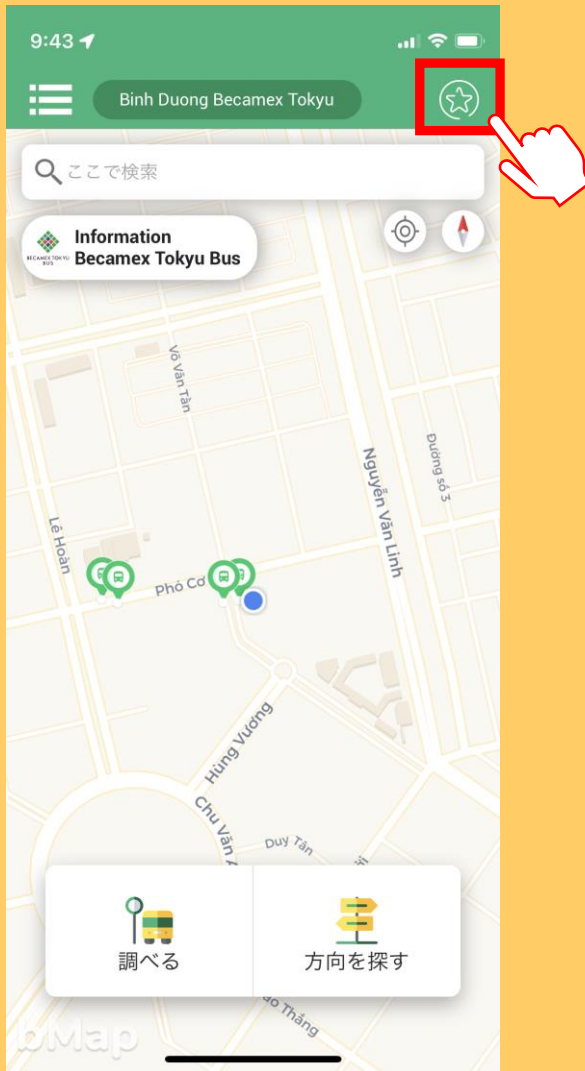 9:43
Binh Duong Becamex Tokyu
ここで検索
Information
Becamex Tokyu Bus
BECAMEX TOKYU
BUS
Võ Văn Tần
Đường số 3
Nguyễn Văn Linh
Lê Hoàn
Phó Cơ
Hùng Vương
Chu Văn A
Duy Tân
調べる
方向を探す
ao Thắng
bMap